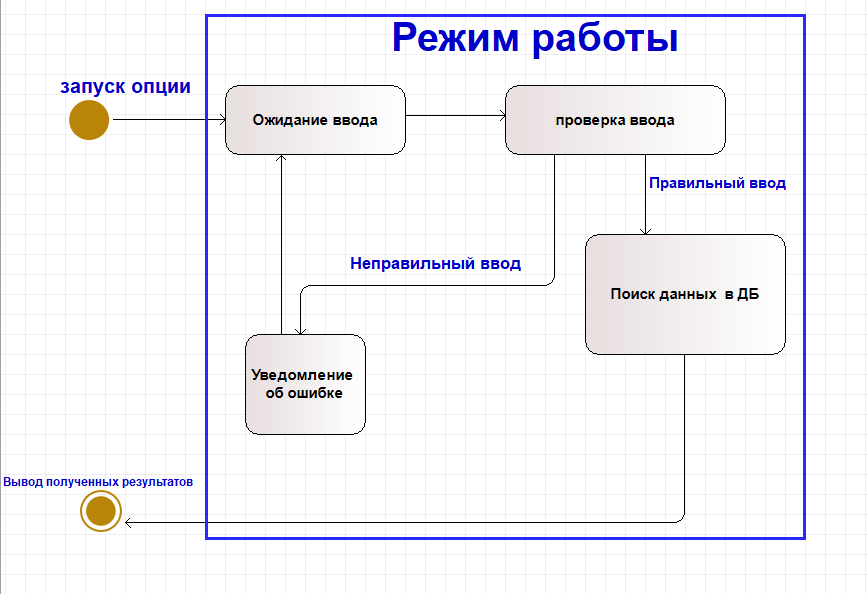 Режим работы
запуск опции
Ожидание ввода
проверка ввода
Правильный ввод
Неправильный ввод
Поиск данных в ДБ
Уведомление
об ошибке
Вывод полученных результатов